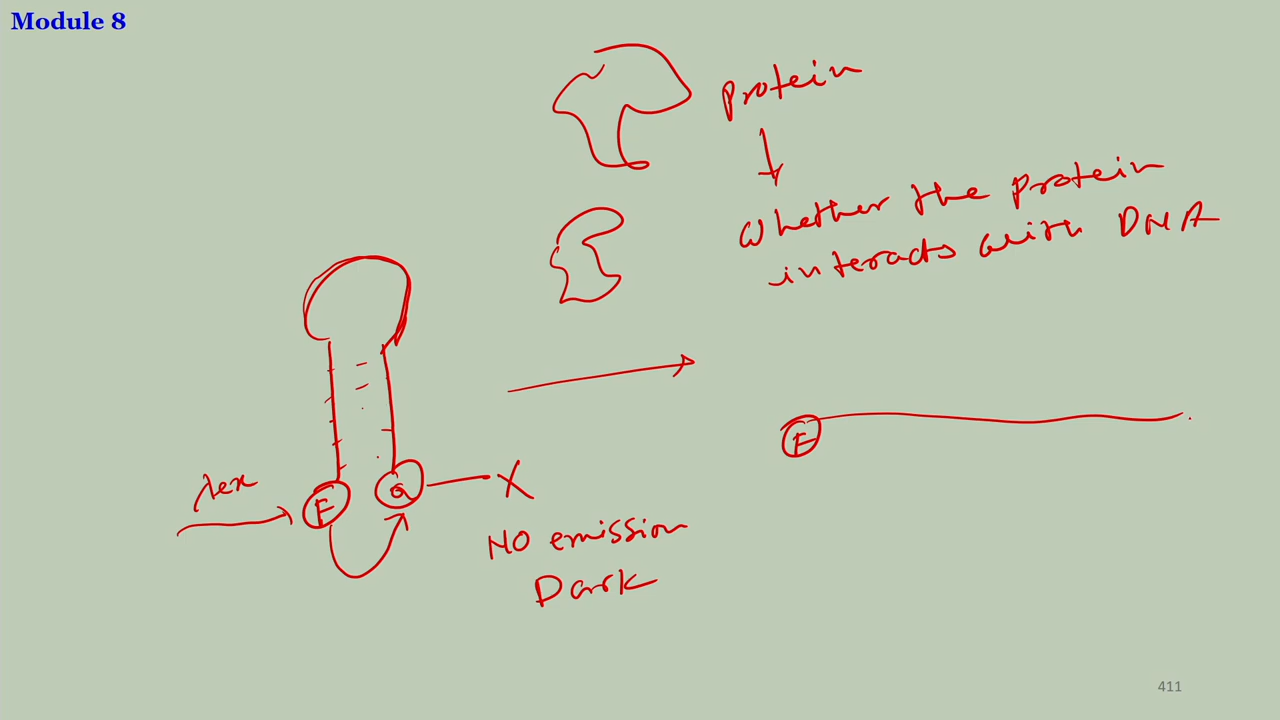 Module 8
Protein
Whether the protein
interacts with DNA
F
λex
F
Q
X
NO emission
Dark
411